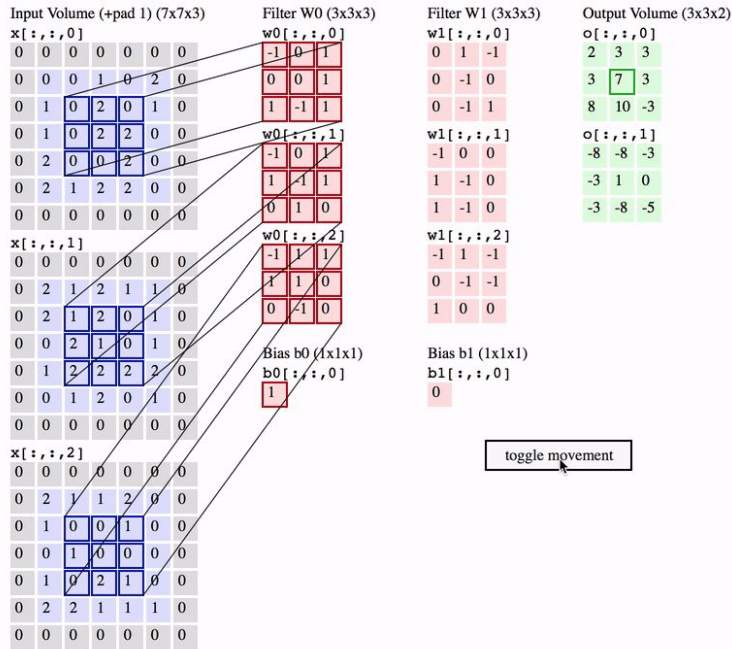 Input Volume (+pad 1) (7x7x3)
x[:,:,0]
0 0 0 0 0 0 0
0 0 0 1 0 2 0
0 1 0 2 0 1 0
0 1 0 2 2 0 0
0 2 0 0 2 0 0
0 2 1 2 2 0 0
0 0 0 0 0 0 0
x[:,:,1]
0 0 0 0 0 0 0
0 2 1 2 1 1 0
0 2 1 2 0 1 0
0 0 2 1 0 1 0
0 1 2 2 2 2 0
0 0 1 2 0 1 0
0 0 0 0 0 0 0
x[:,:,2]
0 0 0 0 0 0 0
0 2 1 1 2 0 0
0 1 0 0 1 0 0
0 0 1 0 0 0 0
0 1 0 2 1 0 0
0 2 2 1 1 1 0
0 0 0 0 0 0 0
Filter W0 (3x3x3)
w0[:,:,0]
-1 0 1
0 0 1
1 -1 1
w0[:,:,1]
-1 0 1
1 -1 1
0 1 0
w0[:,:,2]
-1 1 1
1 1 0
0 -1 0
Bias b0 (1x1x1)
b0[:,:,0]
1
Filter W1 (3x3x3)
w1[:,:,0]
0 1 -1
0 -1 0
0 -1 1
w1[:,:,1]
-1 0 0
1 -1 0
1 -1 0
w1[:,:,2]
-1 1 -1
0 -1 -1
1 0 0
Bias b1 (1x1x1)
b1[:,:,0]
0
Output Volume (3x3x2)
o[:,:,0]
2 3 3
3 7 3
8 10 -3
o[:,:,1]
-8 -8 -3
-3 1 0
-3 -8 -5
toggle movement